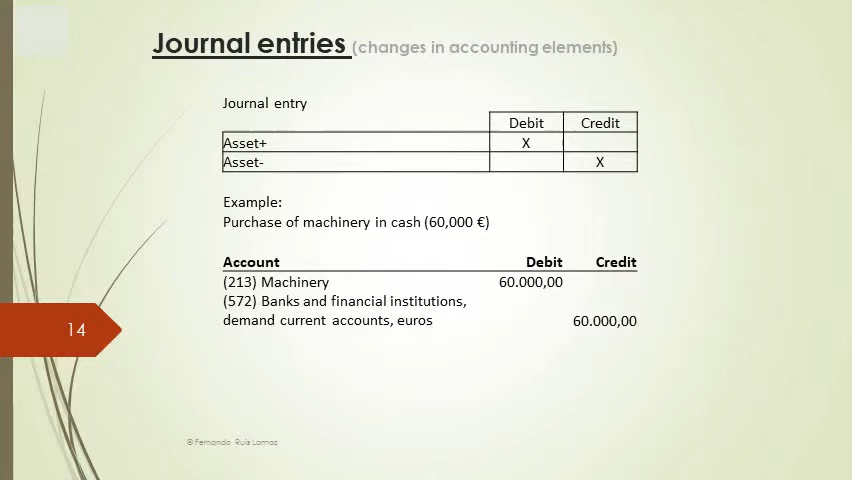 Journal entries (changes in accounting elements)
Journal entry
Debit Credit
Asset+ X
Asset- X
Example:
Purchase of machinery in cash (60,000 €)
Account Debit Credit
(213) Machinery 60.000,00
(572) Banks and financial institutions,
demand current accounts, euros 60.000,00
14
® Fernando Ruiz Lamas